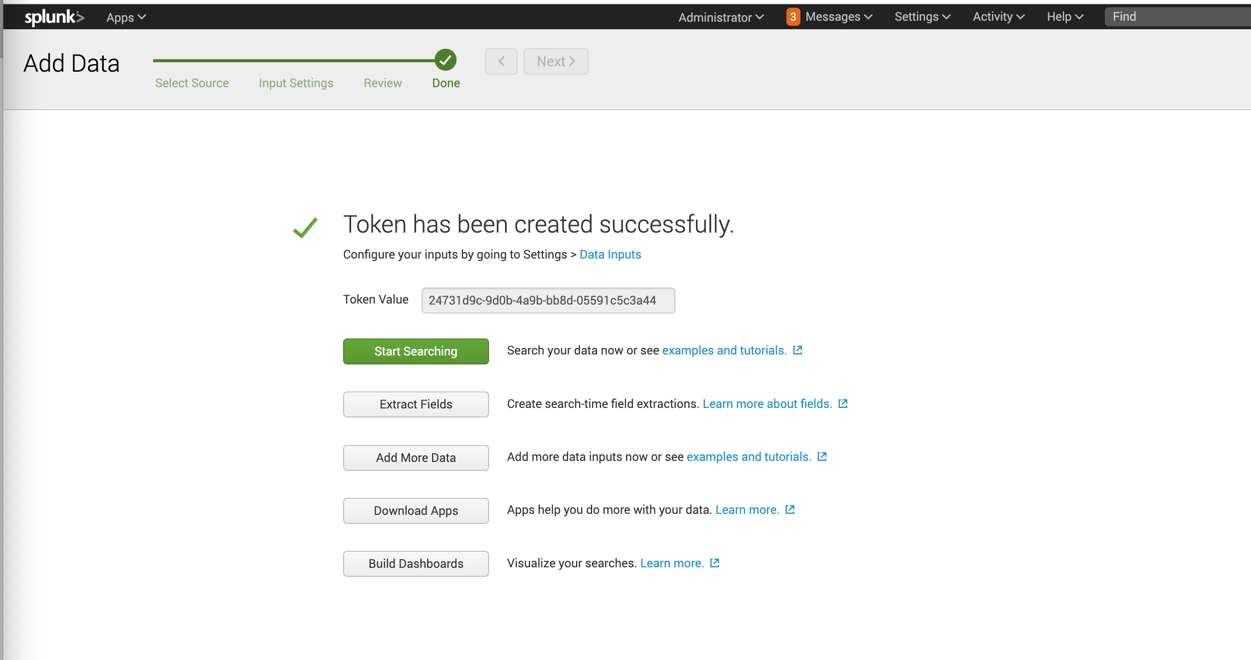 splunk> Apps Administrator 3 Messages Settings Activity Help Find
Add Data
Select Source Input Settings Review Done
< Next >
Token has been created successfully.
Configure your inputs by going to Settings > Data Inputs
Token Value 24731d9c-9d0b-4a9b-bb8d-05591c5c3a44
Start Searching Search your data now or see examples and tutorials.
Extract Fields Create search-time field extractions. Learn more about fields.
Add More Data Add more data inputs now or see examples and tutorials.
Download Apps Apps help you do more with your data. Learn more.
Build Dashboards Visualize your searches. Learn more.